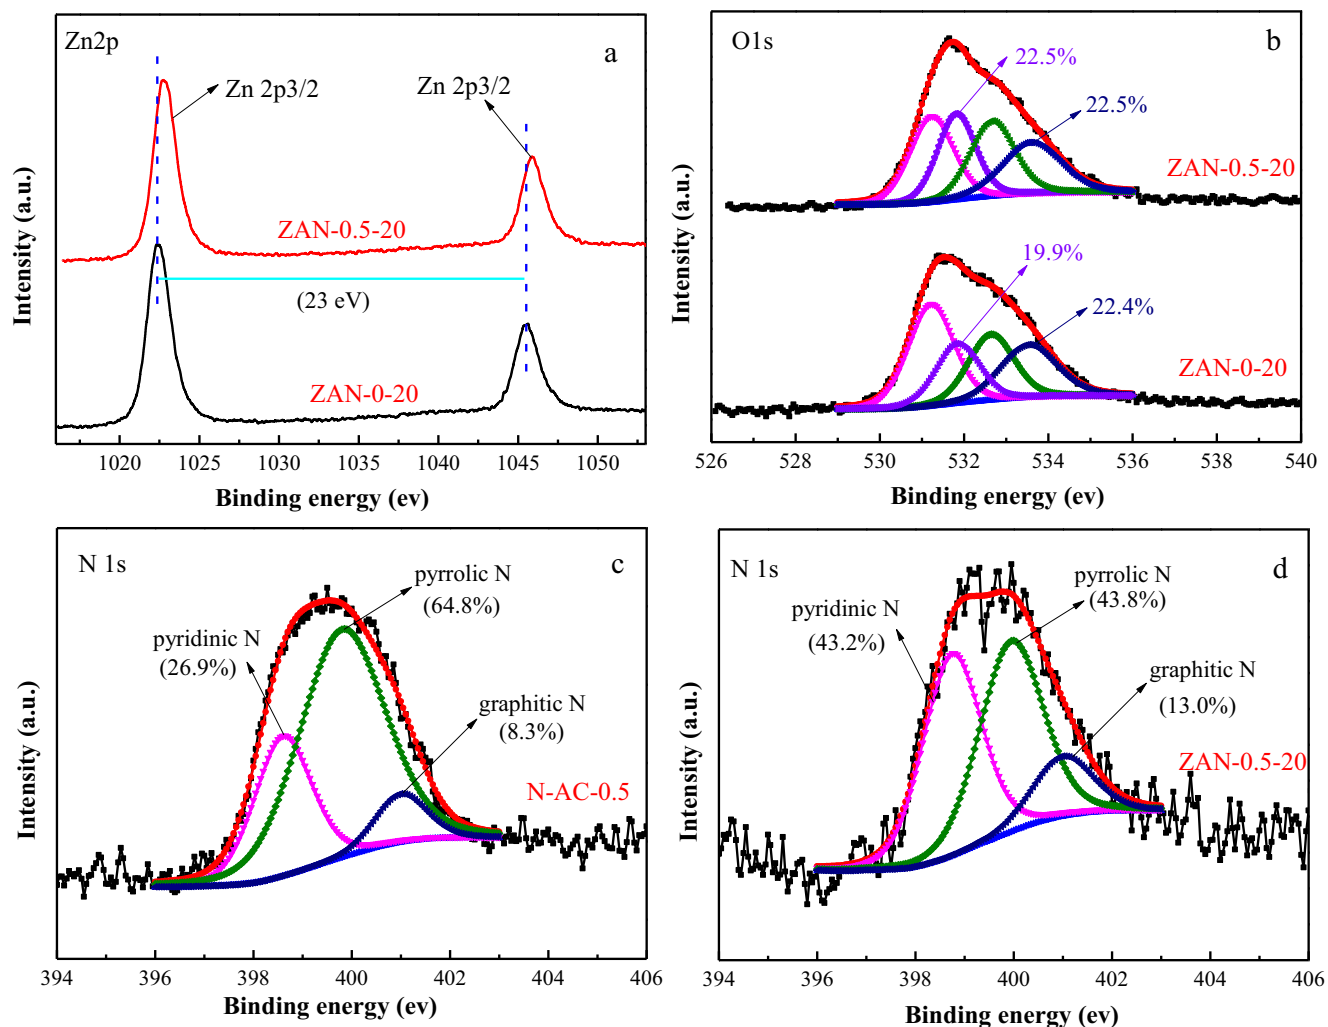 Zn2p
a
Zn 2p3/2
Zn 2p3/2
ZAN-0.5-20
(23 eV)
ZAN-0-20
Intensity (a.u.)
1020 1025 1030 1035 1040 1045 1050
Binding energy (ev)
O1s
b
22.5%
22.5%
ZAN-0.5-20
19.9%
22.4%
ZAN-0-20
Intensity (a.u.)
526 528 530 532 534 536 538 540
Binding energy (ev)
N 1s
c
pyrrolic N
(64.8%)
pyridinic N
(26.9%)
graphitic N
(8.3%)
N-AC-0.5
Intensity (a.u.)
394 396 398 400 402 404 406
Binding energy (ev)
N 1s
d
pyrrolic N
(43.8%)
pyridinic N
(43.2%)
graphitic N
(13.0%)
ZAN-0.5-20
Intensity (a.u.)
394 396 398 400 402 404 406
Binding energy (ev)